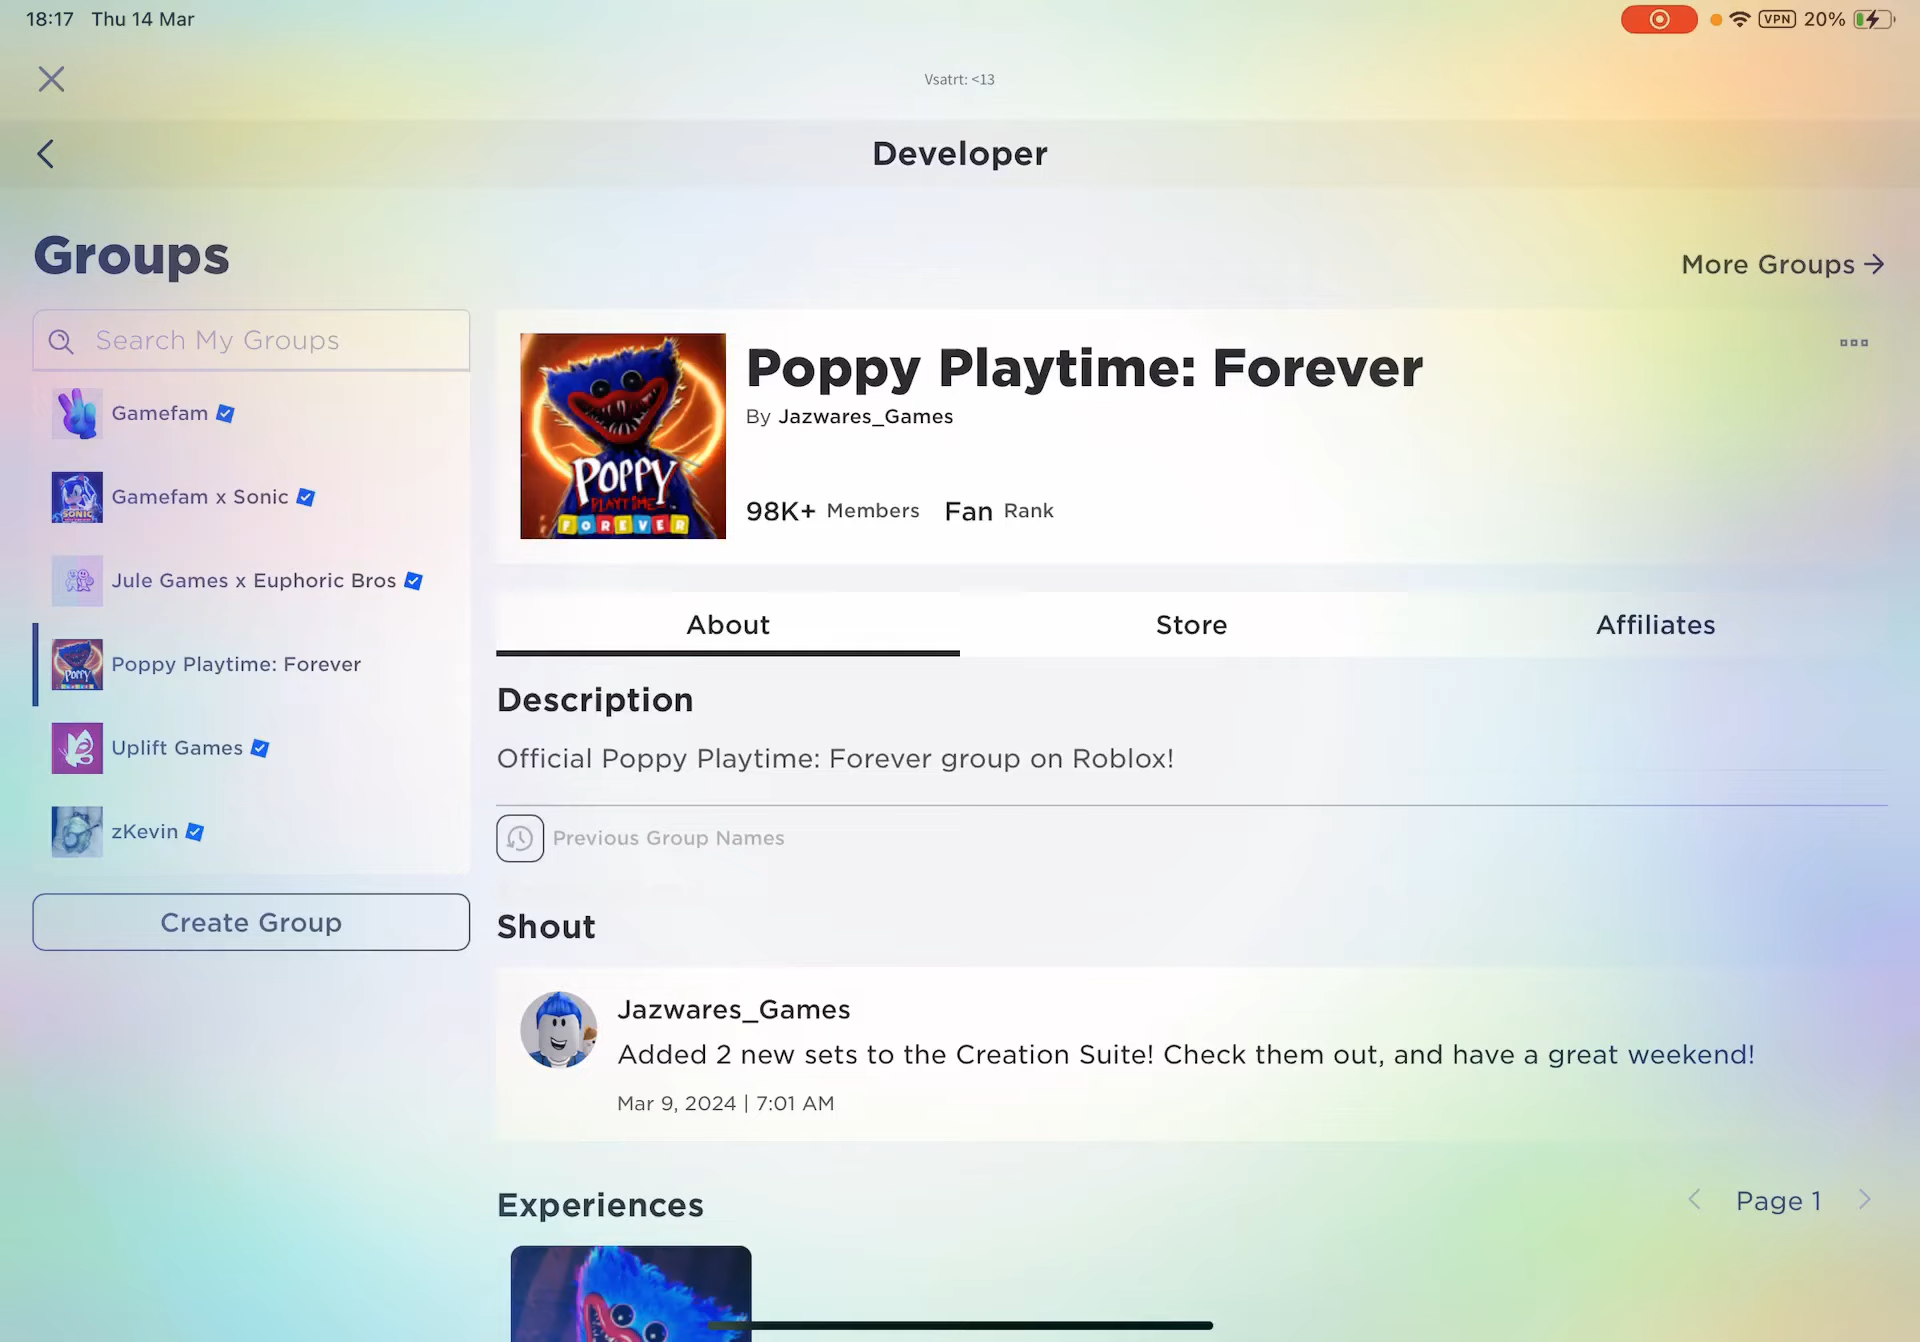 18:17 Thu 14 Mar
VPN 20%
Vsatrt: <13
Developer
Groups
More Groups →
Search My Groups
Gamefam
Gamefam x Sonic
Jule Games x Euphoric Bros
Poppy Playtime: Forever
Uplift Games
zKevin
Create Group
POPPY
PLAYTIME
FOREVER
Poppy Playtime: Forever
By Jazwares_Games
98K+ Members Fan Rank
About Store Affiliates
Description
Official Poppy Playtime: Forever group on Roblox!
Previous Group Names
Shout
Jazwares_Games
Added 2 new sets to the Creation Suite! Check them out, and have a great weekend!
Mar 9, 2024 | 7:01 AM
Experiences
Page 1